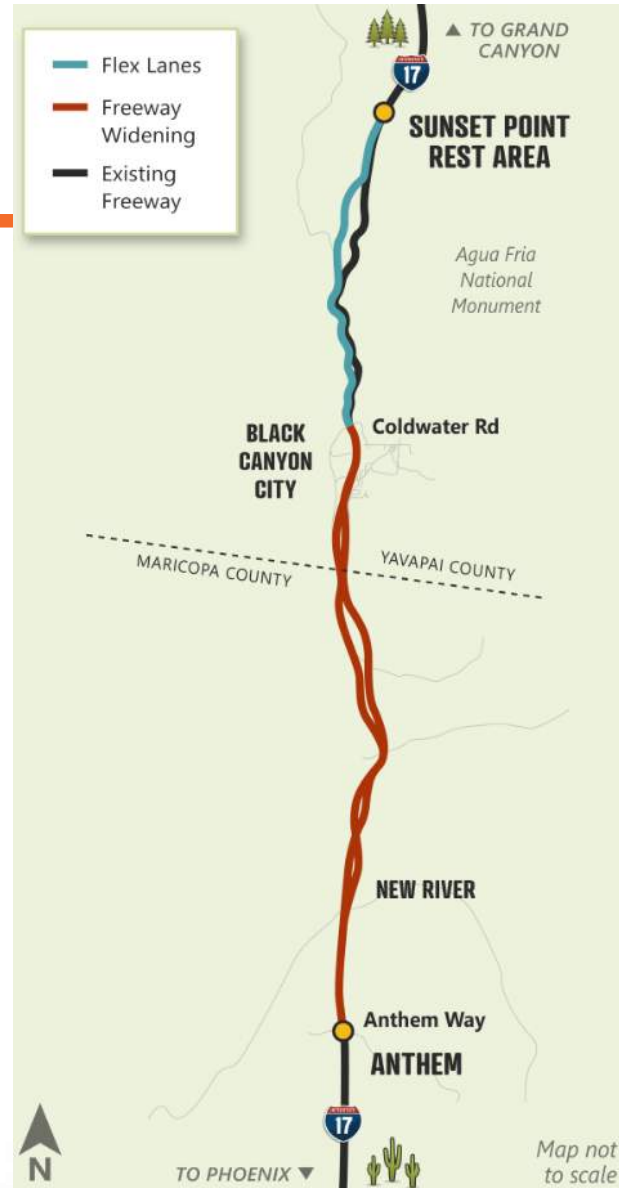 Flex Lanes
Freeway
Widening
Existing
Freeway
▲ TO GRAND
CANYON
17
SUNSET POINT
REST AREA
Agua Fria
National
Monument
Coldwater Rd
BLACK
CANYON
CITY
MARICOPA COUNTY
YAVAPAI COUNTY
NEW RIVER
Anthem Way
ANTHEM
17
N
TO PHOENIX ▼
Map not
to scale